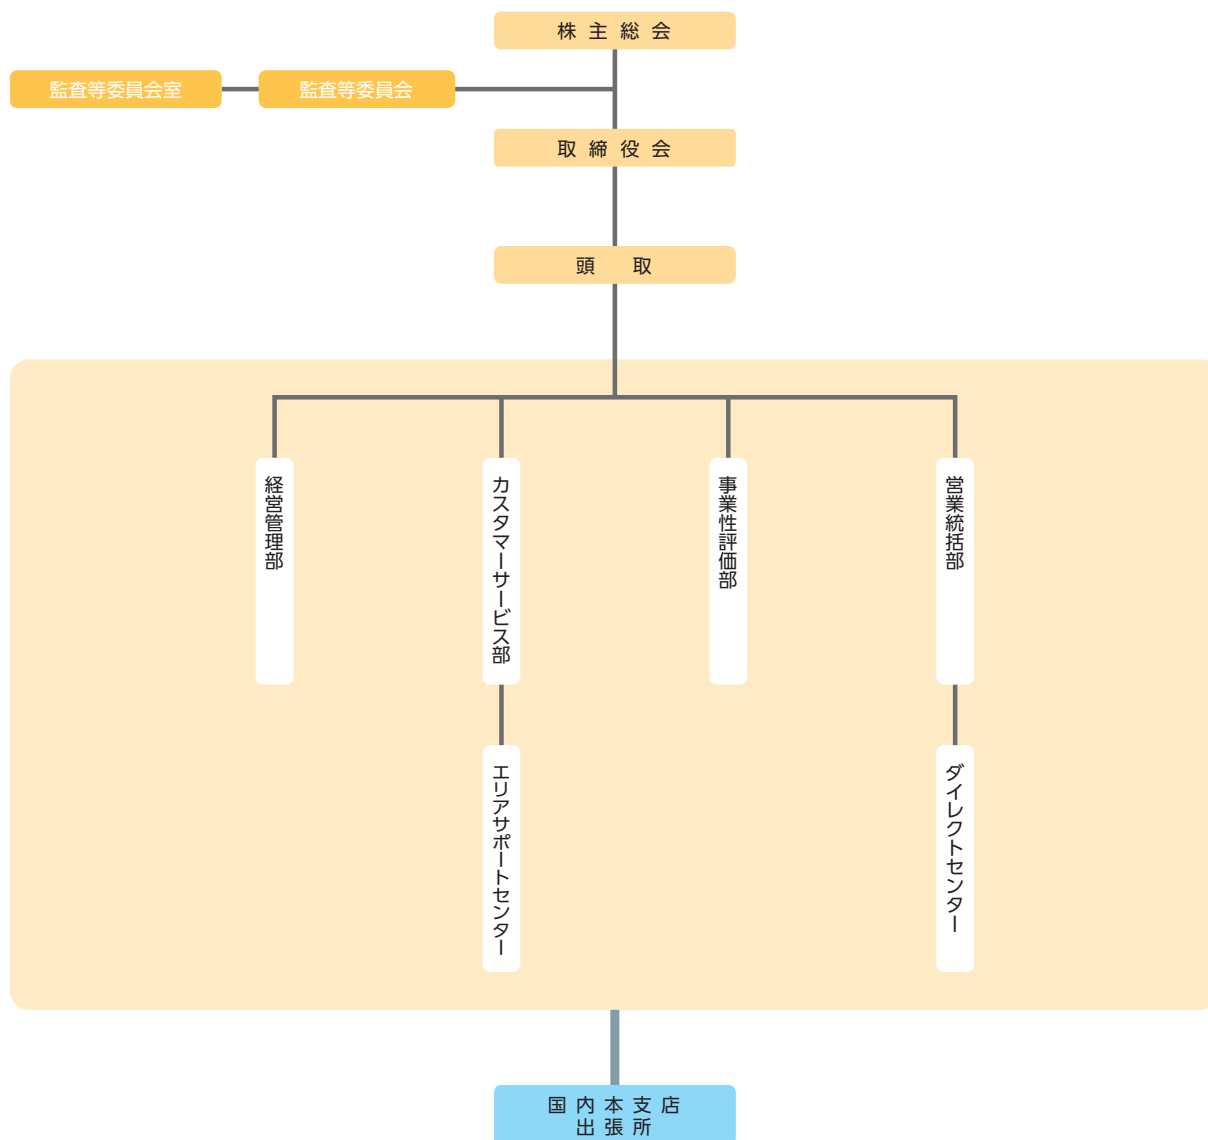 株主総会
監査等委員会室
監査等委員会
取締役会
頭取
経営管理部
カスタマーサービス部
事業性評価部
営業統括部
エリアサポートセンター
ダイレクトセンター
国内本支店
出張所